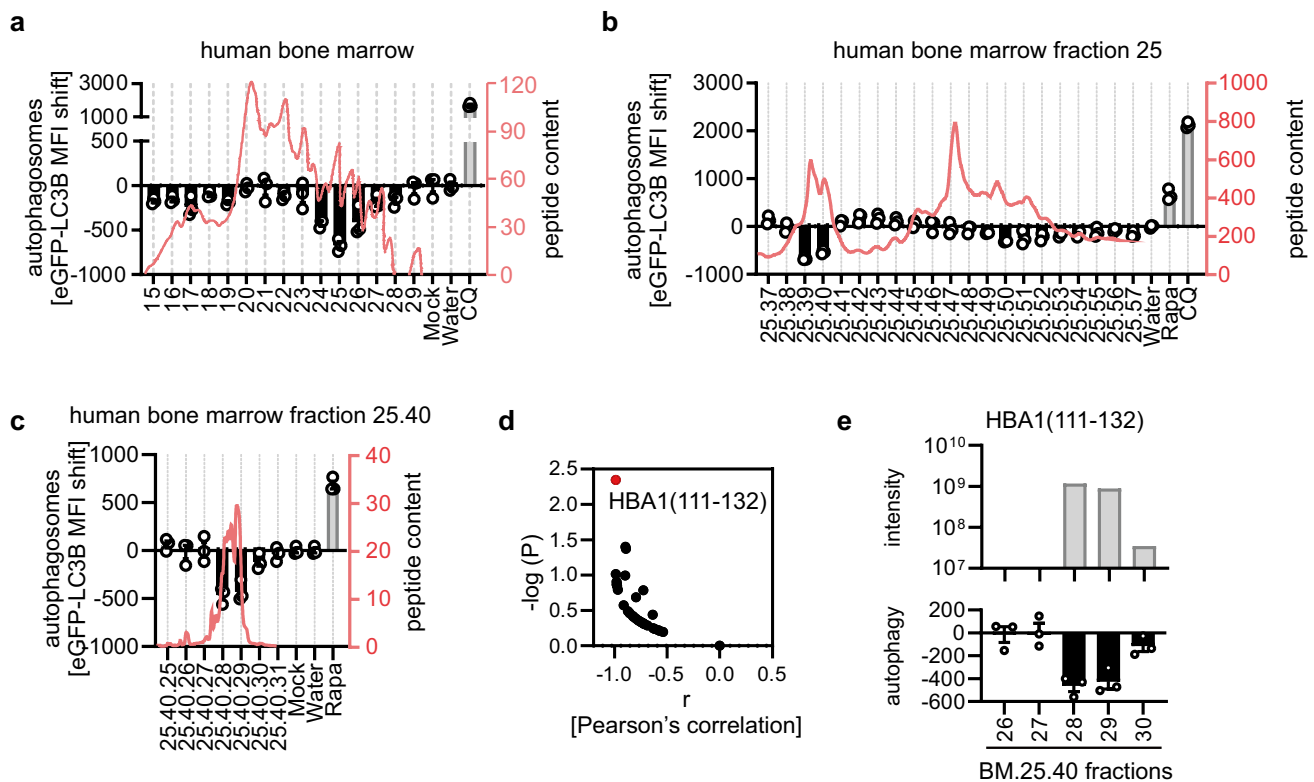 a
human bone marrow
autophagosomes
[eGFP-LC3B MFI shift]
3000
1000
500
0
-500
-1000
120
90
60
30
0
peptide content
15
16
17
18
19
20
21
22
23
24
25
26
27
28
29
Mock
Water
CQ
b
human bone marrow fraction 25
autophagosomes
[eGFP-LC3B MFI shift]
3000
2000
1000
0
-1000
1000
800
600
400
200
0
peptide content
25.37
25.38
25.39
25.40
25.41
25.42
25.43
25.44
25.45
25.46
25.47
25.48
25.49
25.50
25.51
25.52
25.53
25.54
25.55
25.56
25.57
Water
Rapa
CQ
c
human bone marrow fraction 25.40
autophagosomes
[eGFP-LC3B MFI shift]
1000
500
0
-500
-1000
40
30
20
10
0
peptide content
25.40.25
25.40.26
25.40.27
25.40.28
25.40.29
25.40.30
25.40.31
Mock
Water
Rapa
d
-log (P)
2.5
2.0
1.5
1.0
0.5
0.0
HBA1(111-132)
-1.0
-0.5
0.0
0.5
r
[Pearson's correlation]
e
HBA1(111-132)
intensity
10^10
10^9
10^8
10^7
autophagy
200
0
-200
-400
-600
26
27
28
29
30
BM.25.40 fractions